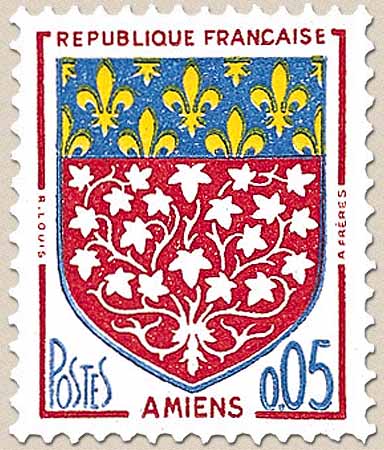 REPUBLIQUE FRANCAISE
R. LOUIS
A. FRÈRES
POSTES
0,05
AMIENS